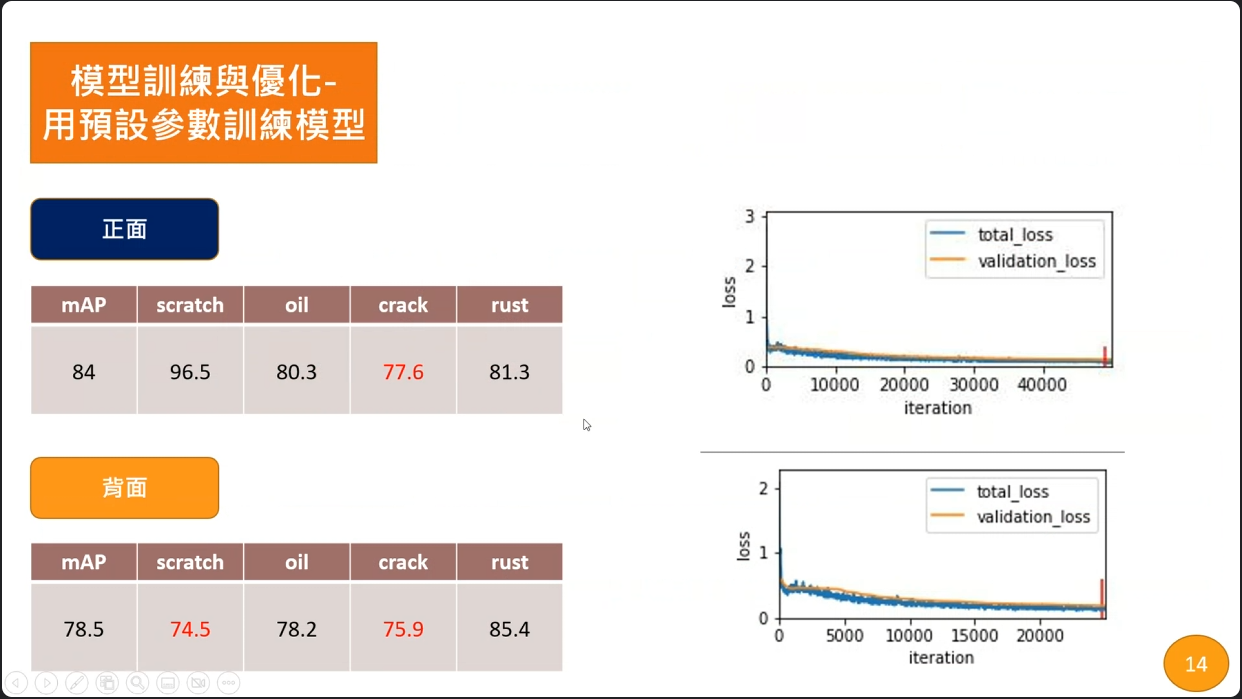 模型訓練與優化-
用預設參數訓練模型
正面
mAP scratch oil crack rust
84 96.5 80.3 77.6 81.3
3
2
1
0
loss
total_loss
validation_loss
0 10000 20000 30000 40000
iteration
背面
mAP scratch oil crack rust
78.5 74.5 78.2 75.9 85.4
2
1
0
loss
total_loss
validation_loss
0 5000 10000 15000 20000
iteration
14